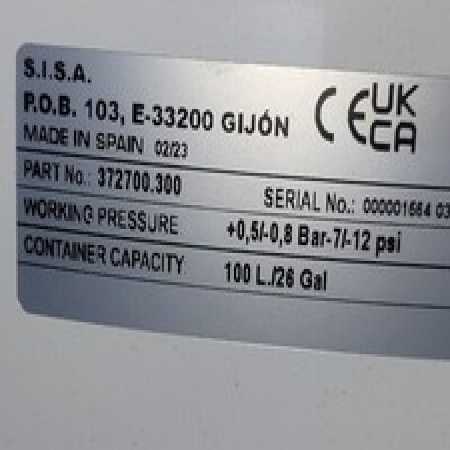 S.I.S.A.
P.O.B. 103, E-33200 GIJÓN
CE UK CA
MADE IN SPAIN 02/23
PART No.: 372700.300
SERIAL No.: 000001664 03
WORKING PRESSURE +0,5/-0,8 Bar-7/-12 psi
CONTAINER CAPACITY 100 L./26 Gal